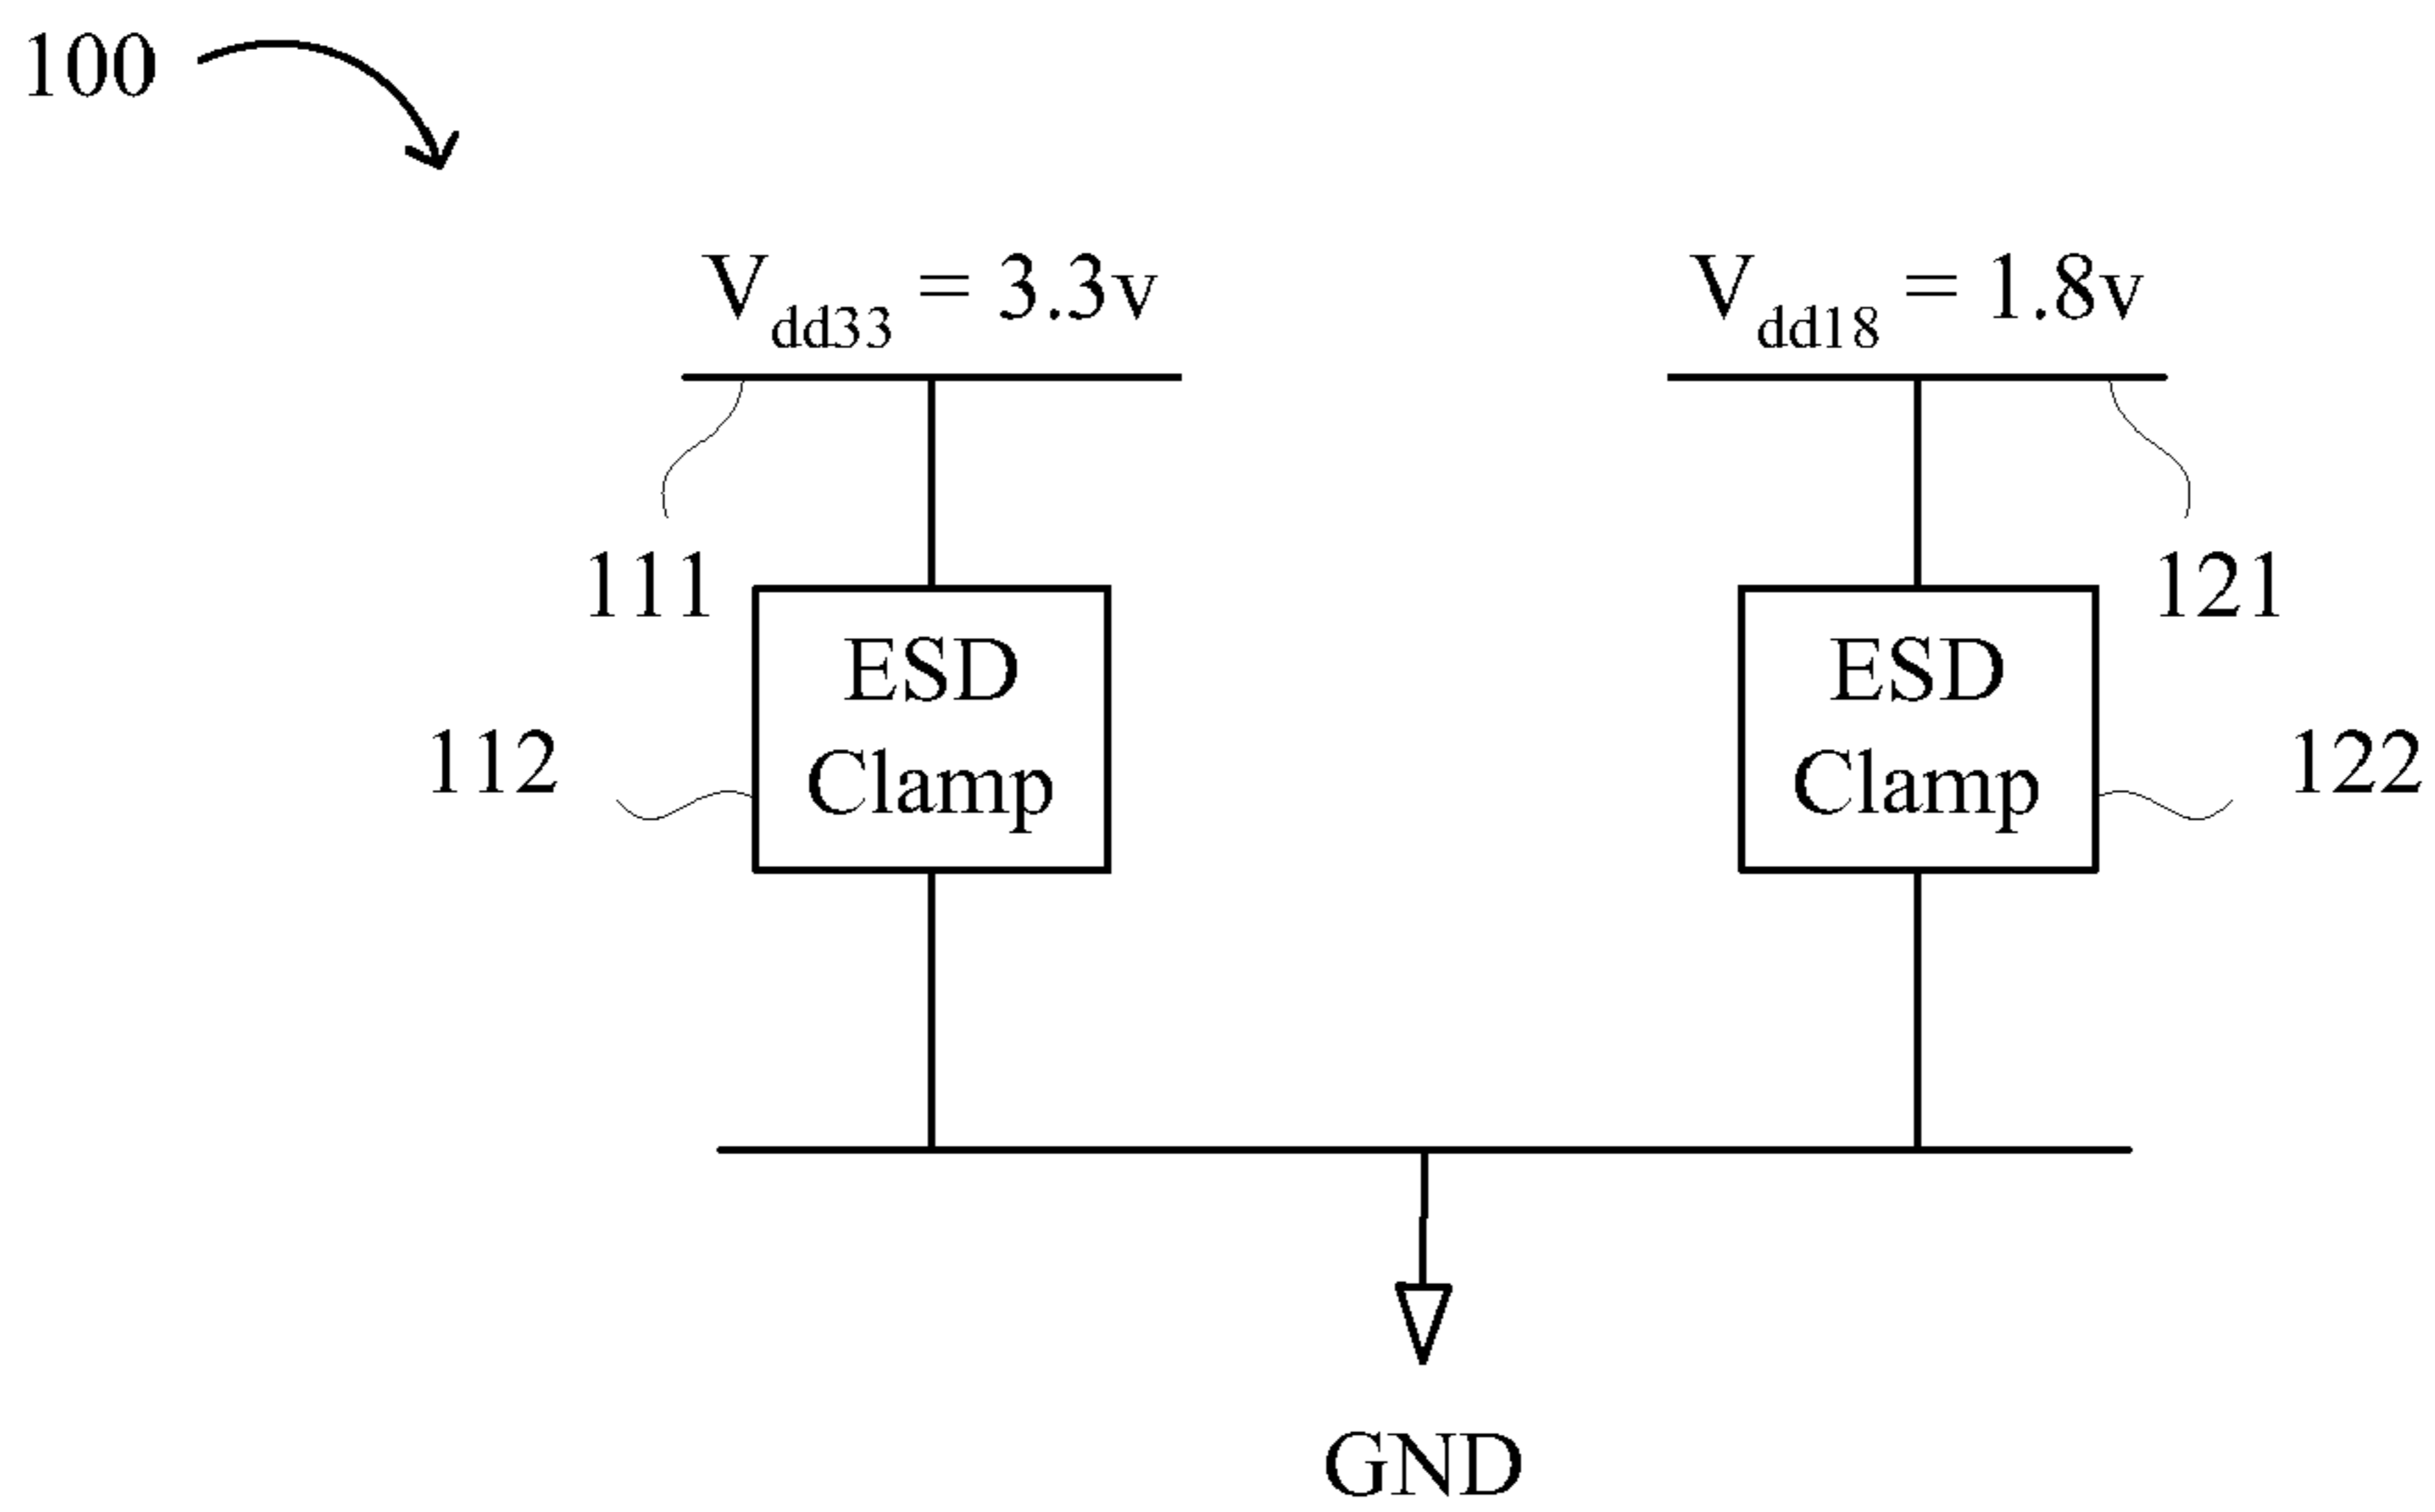 100
Vdd33 = 3.3v
Vdd18 = 1.8v
111
121
ESD
Clamp
ESD
Clamp
112
122
GND